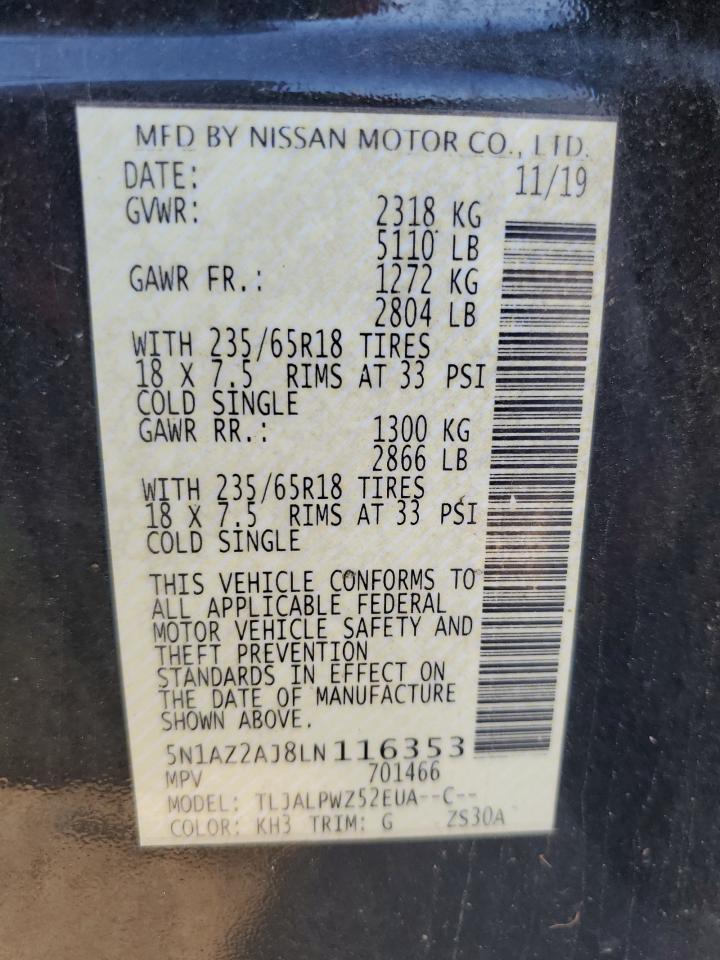 MFD BY NISSAN MOTOR CO., LTD.
DATE: 11/19
GVWR: 2318 KG
5110 LB
GAWR FR.: 1272 KG
2804 LB
WITH 235/65R18 TIRES
18 X 7.5 RIMS AT 33 PSI
COLD SINGLE
GAWR RR.: 1300 KG
2866 LB
WITH 235/65R18 TIRES
18 X 7.5 RIMS AT 33 PSI
COLD SINGLE
THIS VEHICLE CONFORMS TO
ALL APPLICABLE FEDERAL
MOTOR VEHICLE SAFETY AND
THEFT PREVENTION
STANDARDS IN EFFECT ON
THE DATE OF MANUFACTURE
SHOWN ABOVE.
5N1AZ2AJ8LN116353
MPV 701466
MODEL: TLJALPWZ52EUA--C--
COLOR: KH3 TRIM: G ZS30A